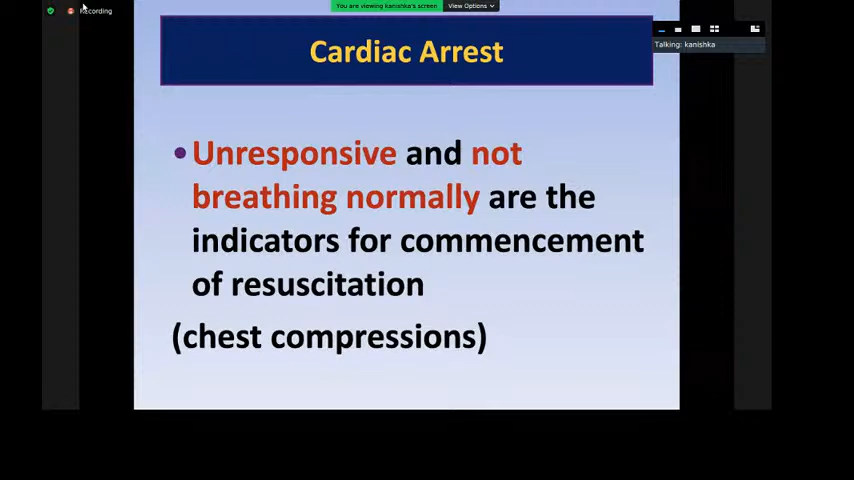 Recording
You are viewing kanishka's screen
View Options
Talking: kanishka
Cardiac Arrest
•Unresponsive and not
breathing normally are the
indicators for commencement
of resuscitation
(chest compressions)